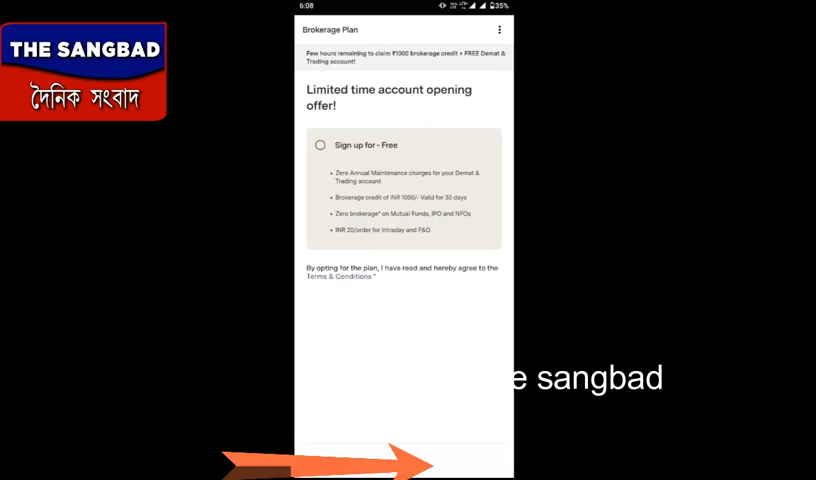 6:08
35%
THE SANGBAD
দৈনিক সংবাদ
Brokerage Plan
Few hours remaining to claim ₹1000 brokerage credit + FREE Demat &
Trading account!
Limited time account opening
offer!
Sign up for - Free
• Zero Annual Maintenance charges for your Demat &
Trading account
• Brokerage credit of INR 1000/- Valid for 30 days
• Zero brokerage* on Mutual Funds, IPO and NFOs
• INR 20/order for Intraday and F&O
By opting for the plan, I have read and hereby agree to the
Terms & Conditions *
e sangbad